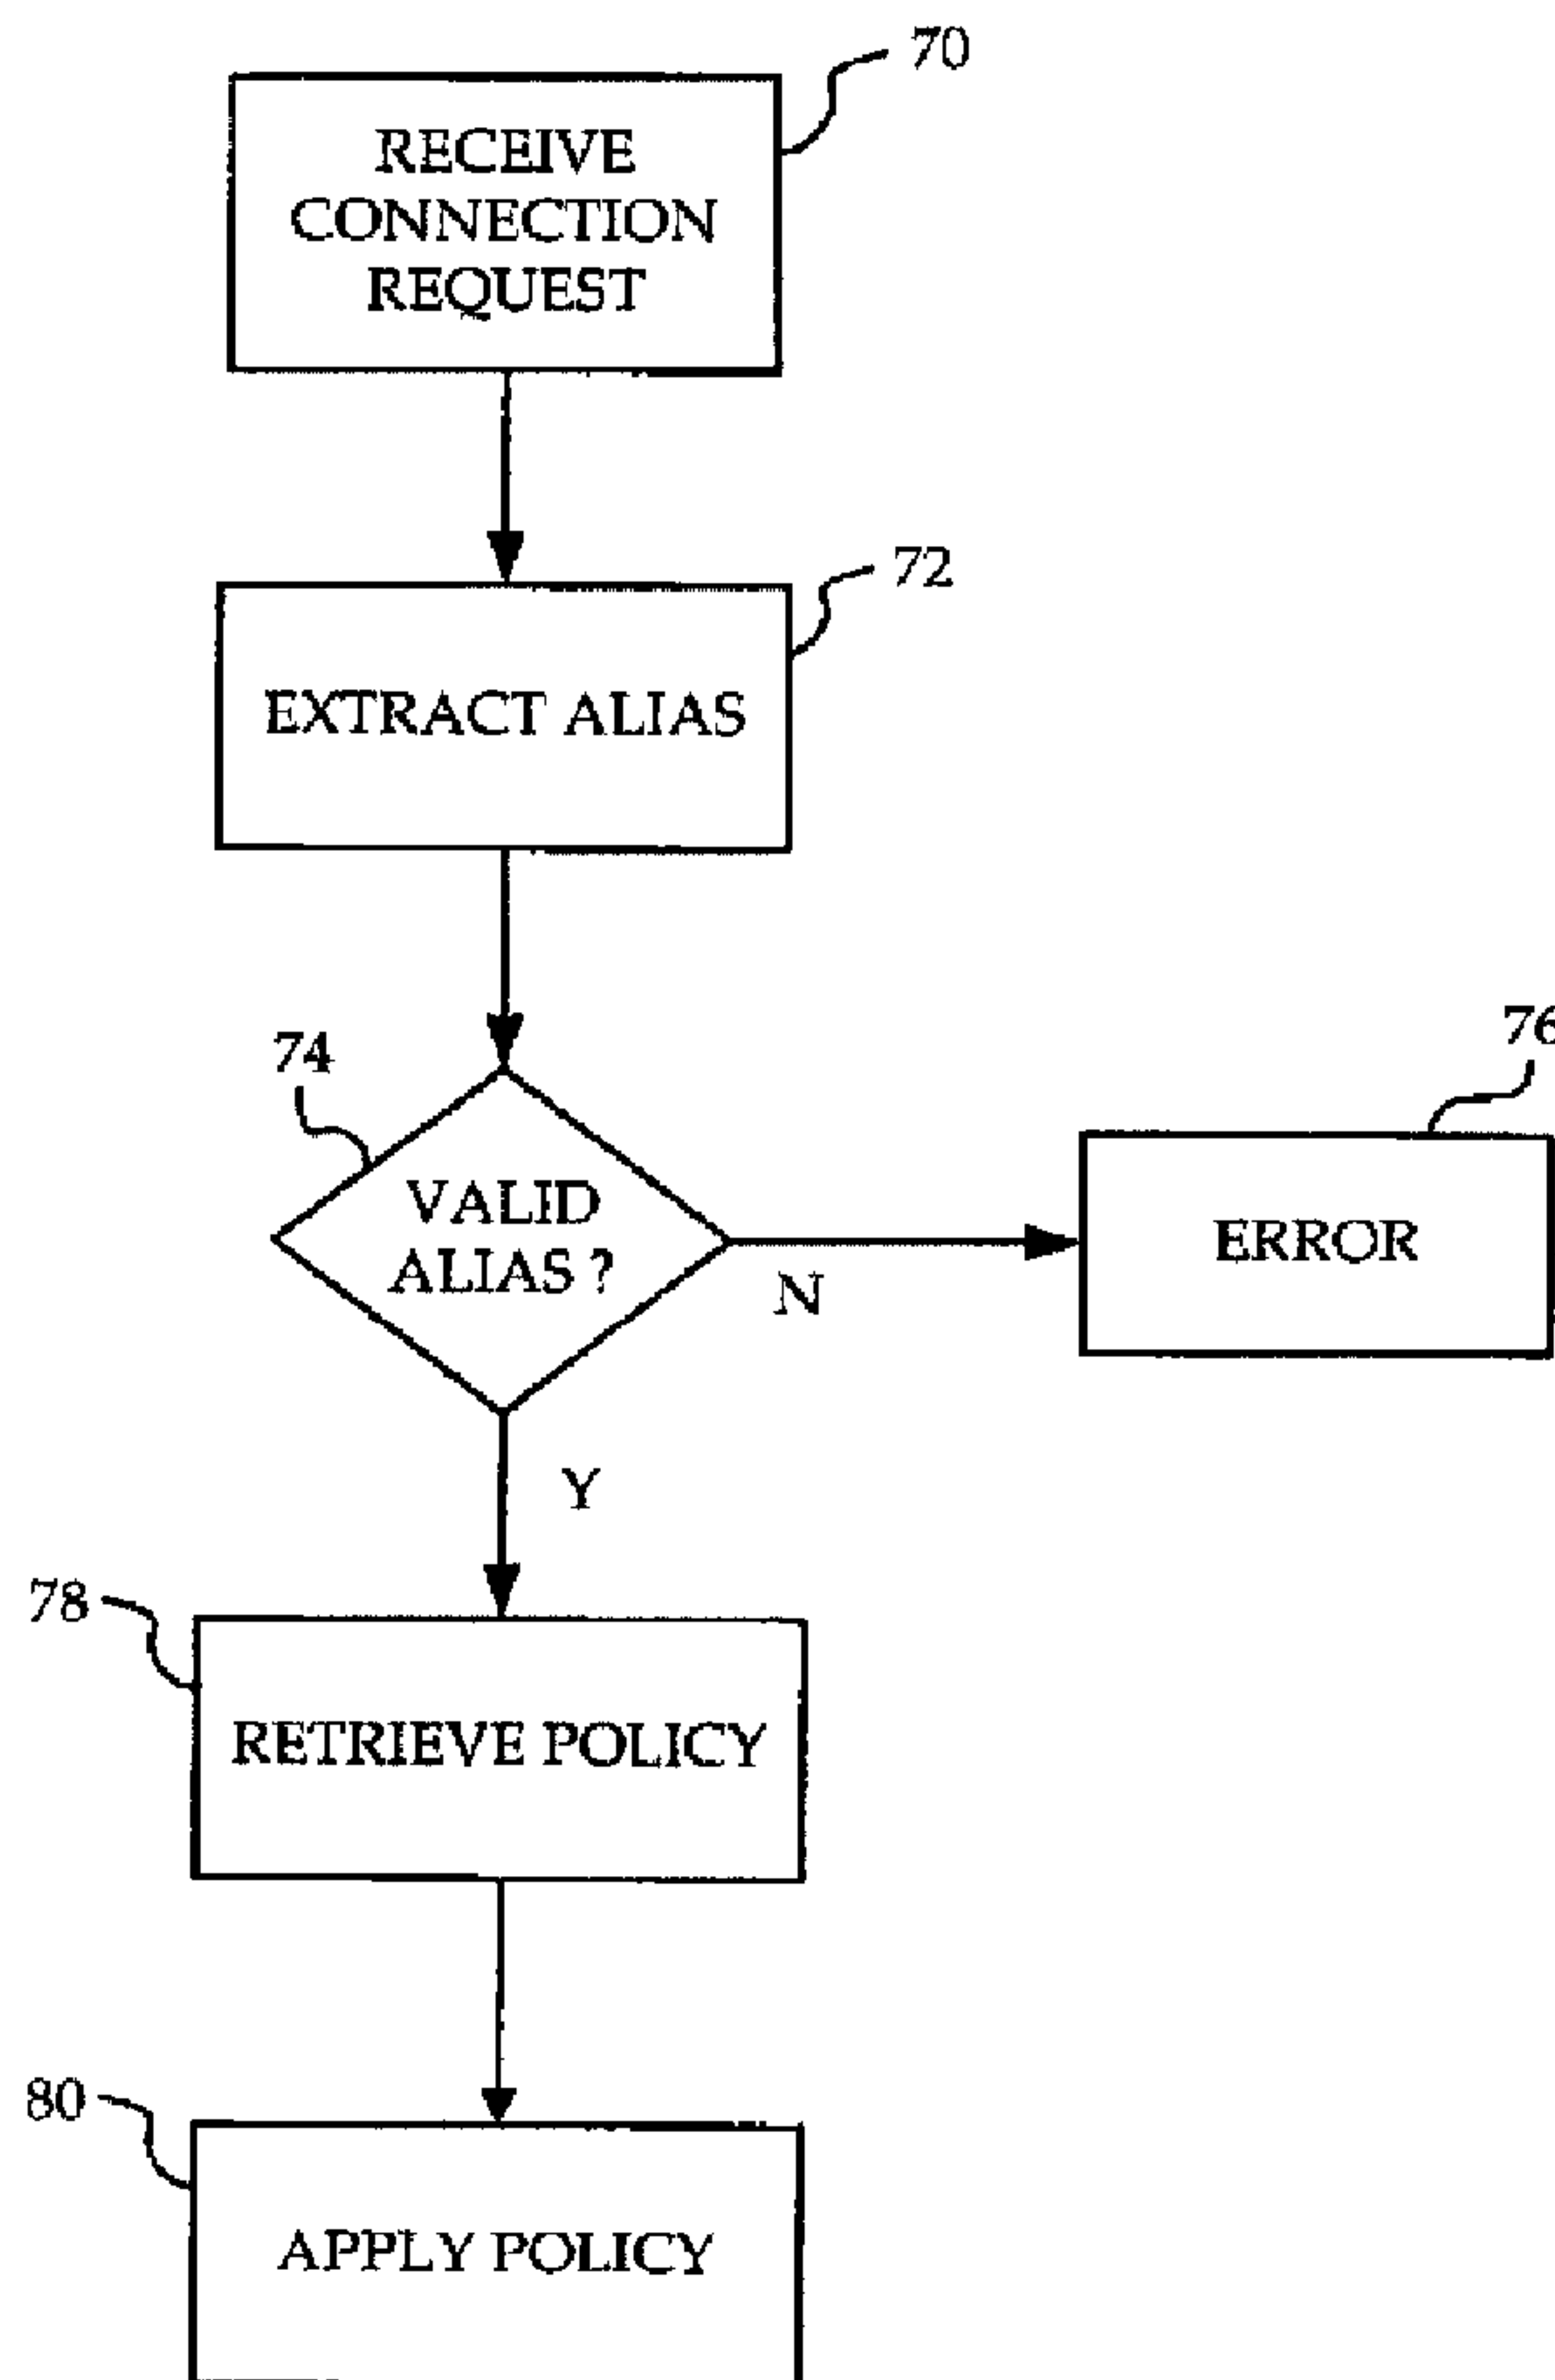 70
RECEIVE
CONNECTION
REQUEST
72
EXTRACT ALIAS
74
76
VALID
ALIAS ?
ERROR
N
Y
78
RETRIEVE POLICY
80
APPLY POLICY